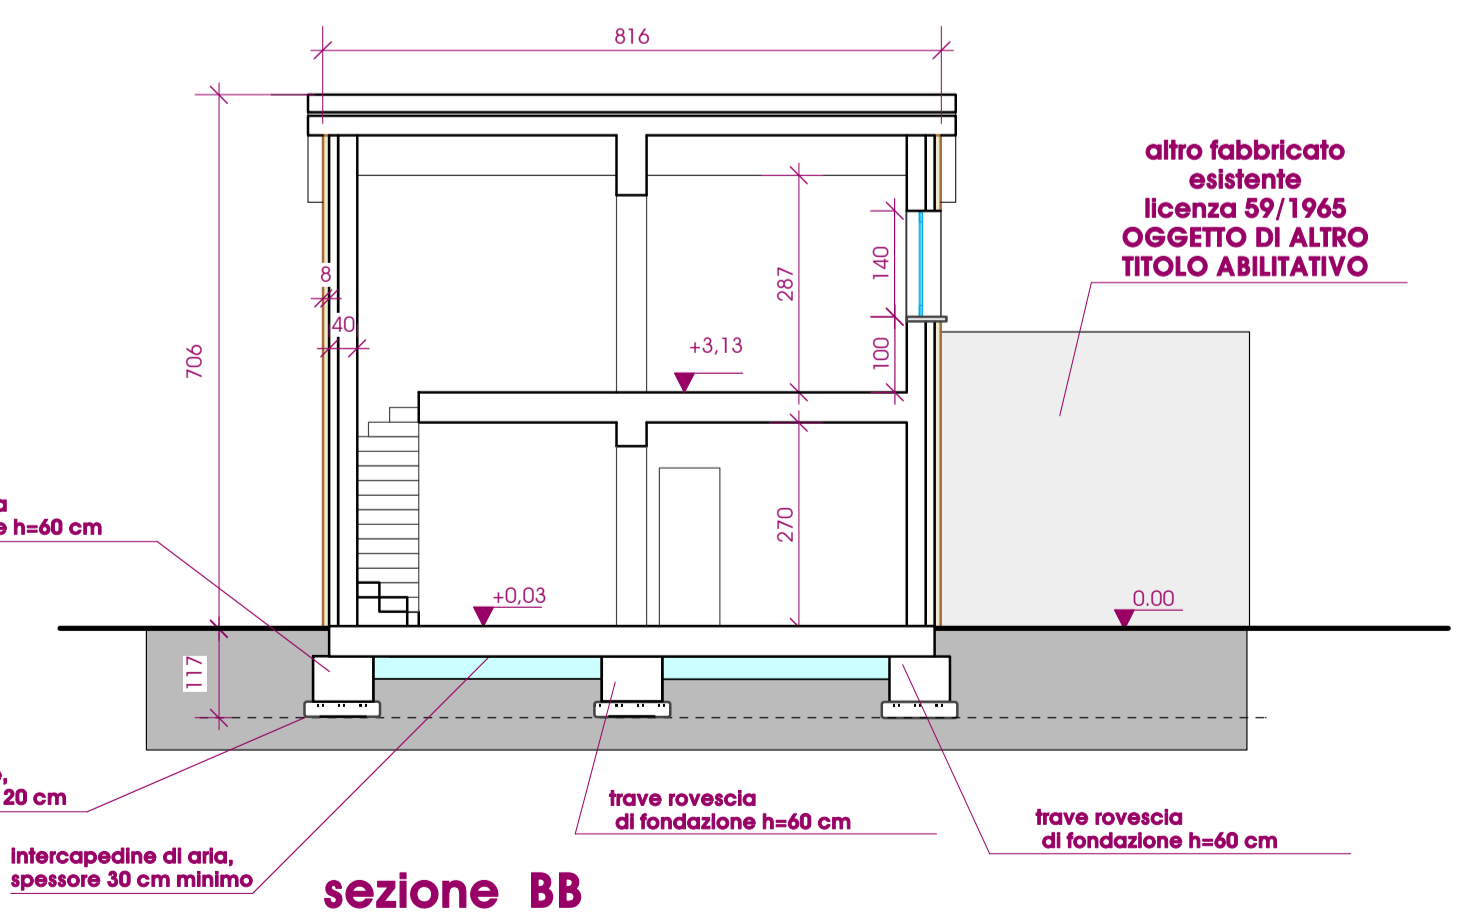 816
altro fabbricato
esistente
licenza 59/1965
OGGETTO DI ALTRO
TITOLO ABILITATIVO
8
40
706
287
140
100
+3,13
h=60 cm
270
+0,03
0.00
117
20 cm
trave rovescia
di fondazione h=60 cm
trave rovescia
di fondazione h=60 cm
intercapedine di aria,
spessore 30 cm minimo
sezione BB